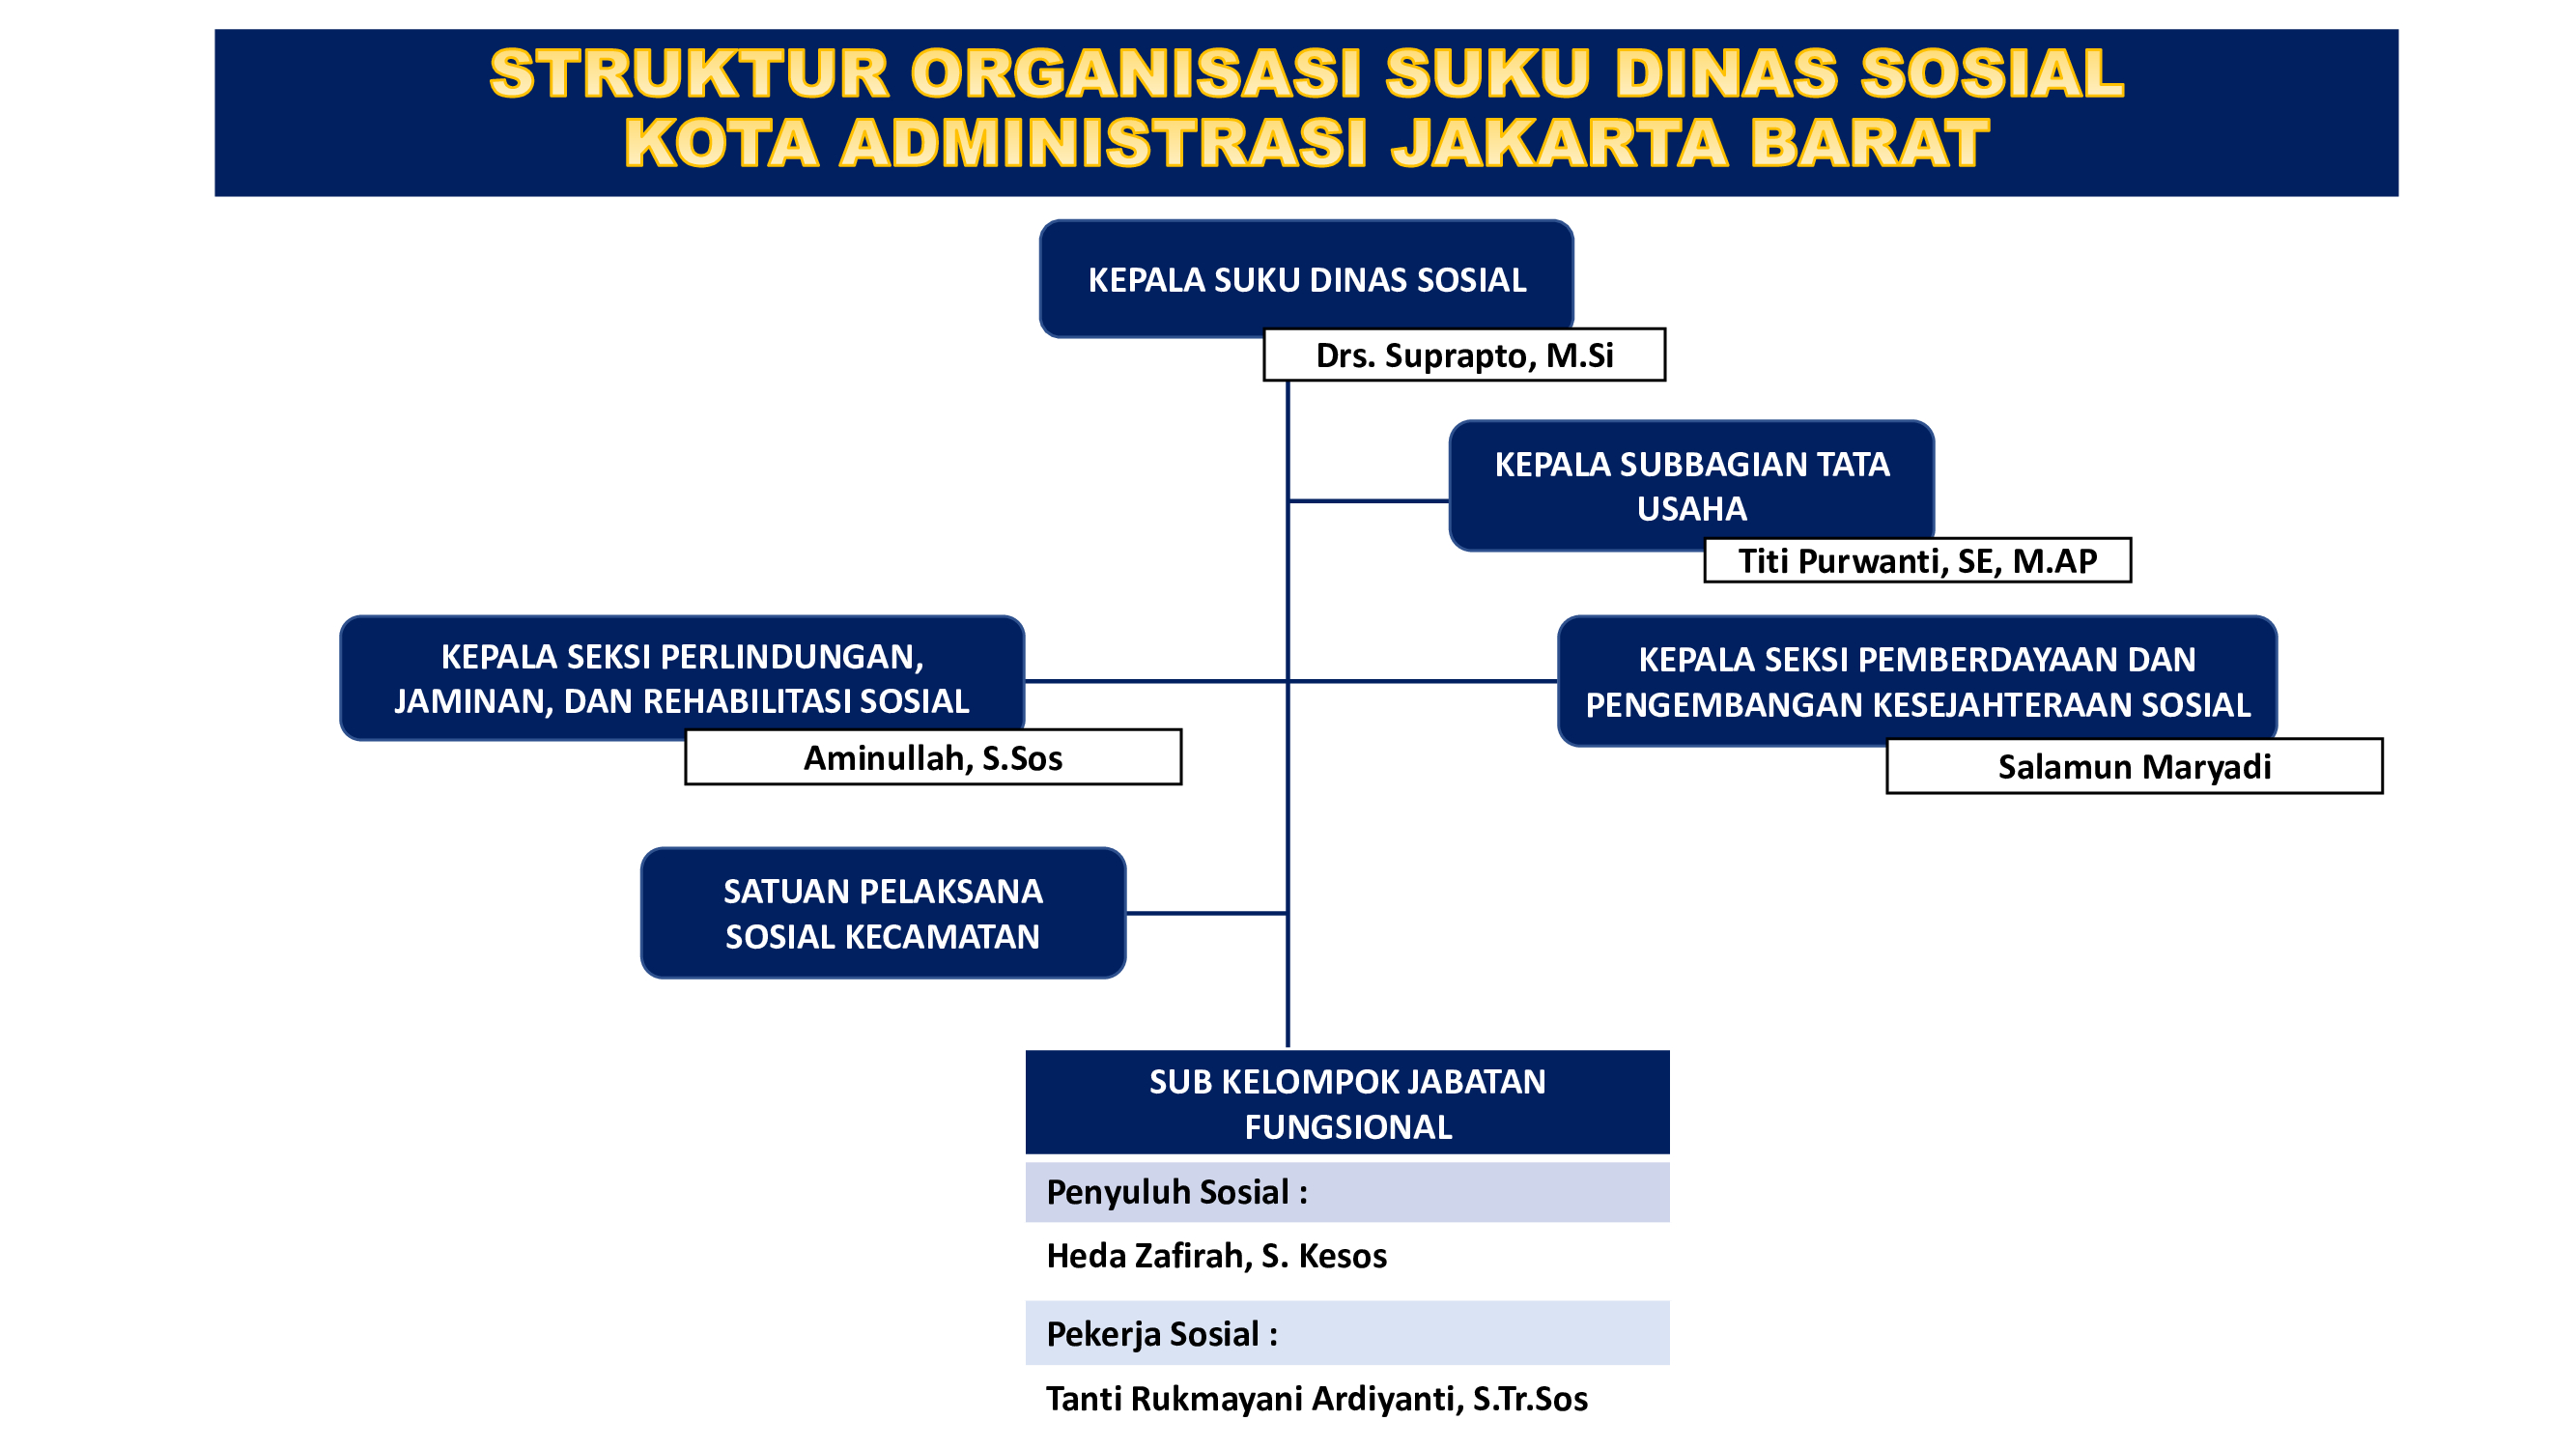 STRUKTUR ORGANISASI SUKU DINAS SOSIAL
KOTA ADMINISTRASI JAKARTA BARAT
KEPALA SUKU DINAS SOSIAL
Drs. Suprapto, M.Si
KEPALA SUBBAGIAN TATA
USAHA
Titi Purwanti, SE, M.AP
KEPALA SEKSI PERLINDUNGAN,
JAMINAN, DAN REHABILITASI SOSIAL
Aminullah, S.Sos
KEPALA SEKSI PEMBERDAYAAN DAN
PENGEMBANGAN KESEJAHTERAAN SOSIAL
Salamun Maryadi
SATUAN PELAKSANA
SOSIAL KECAMATAN
SUB KELOMPOK JABATAN
FUNGSIONAL
Penyuluh Sosial :
Heda Zafirah, S. Kesos
Pekerja Sosial :
Tanti Rukmayani Ardiyanti, S.Tr.Sos